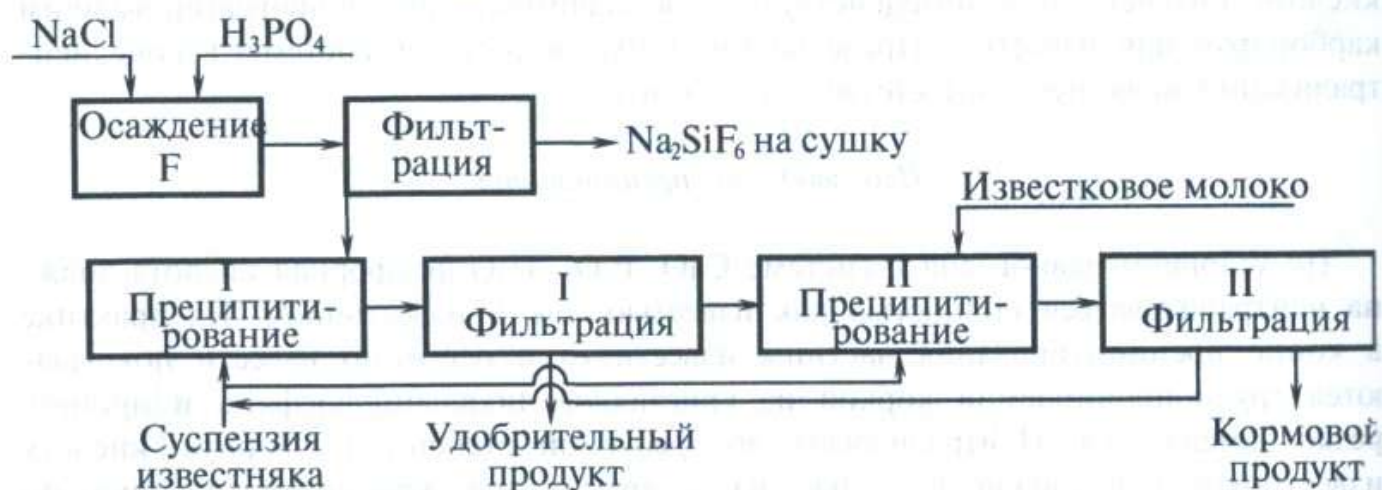 NaCl H₃PO₄
Осаждение
F
Фильт-
рация
Na₂SiF₆ на сушку
Известковое молоко
I
Преципити-
рование
I
Фильтрация
II
Преципити-
рование
II
Фильтрация
Суспензия
известняка
Удобрительный
продукт
Кормовой
продукт